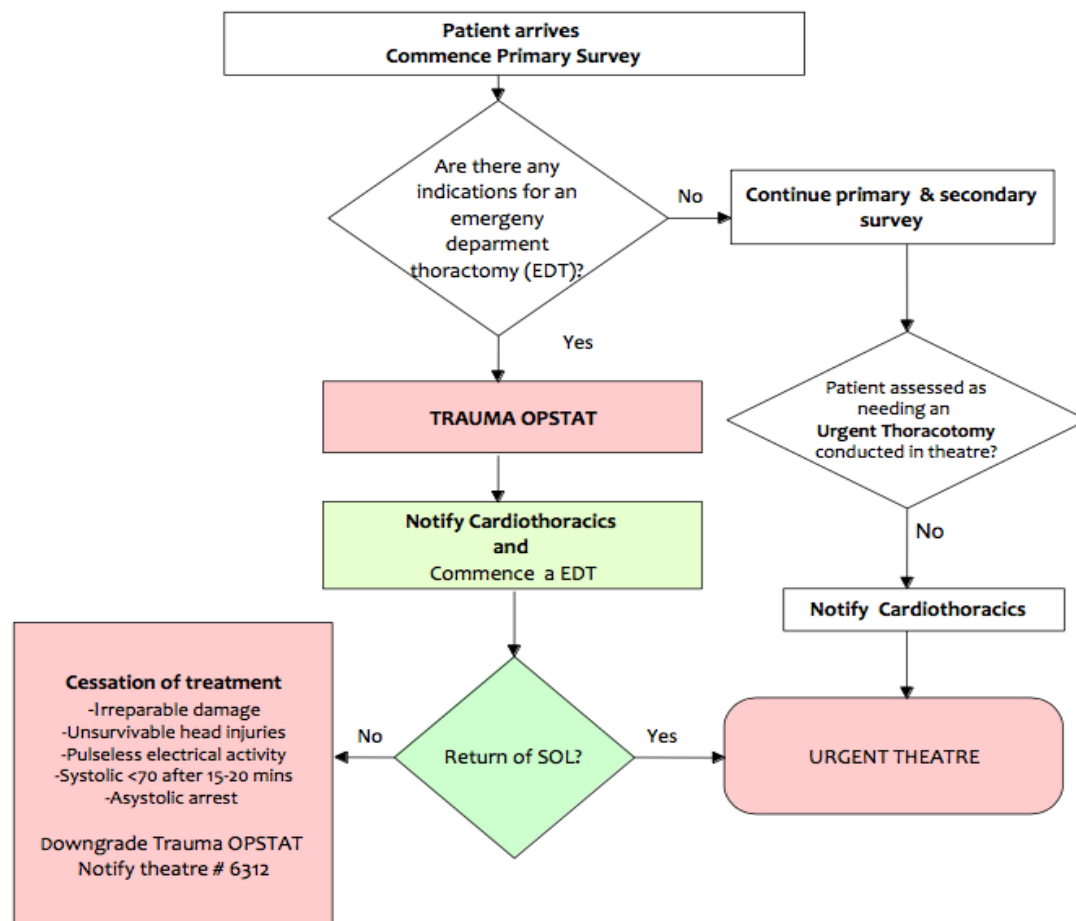 Patient arrives
Commence Primary Survey
Are there any
indications for an
emergeny
deparment
thoractomy (EDT)?
No
Continue primary & secondary
survey
Yes
TRAUMA OPSTAT
Patient assessed as
needing an
Urgent Thoracotomy
conducted in theatre?
No
Notify Cardiothoracics
and
Commence a EDT
Notify Cardiothoracics
Cessation of treatment
-Irreparable damage
-Unsurvivable head injuries
-Pulseless electrical activity
-Systolic <70 after 15-20 mins
-Asystolic arrest
Downgrade Trauma OPSTAT
Notify theatre # 6312
No
Return of SOL?
Yes
URGENT THEATRE